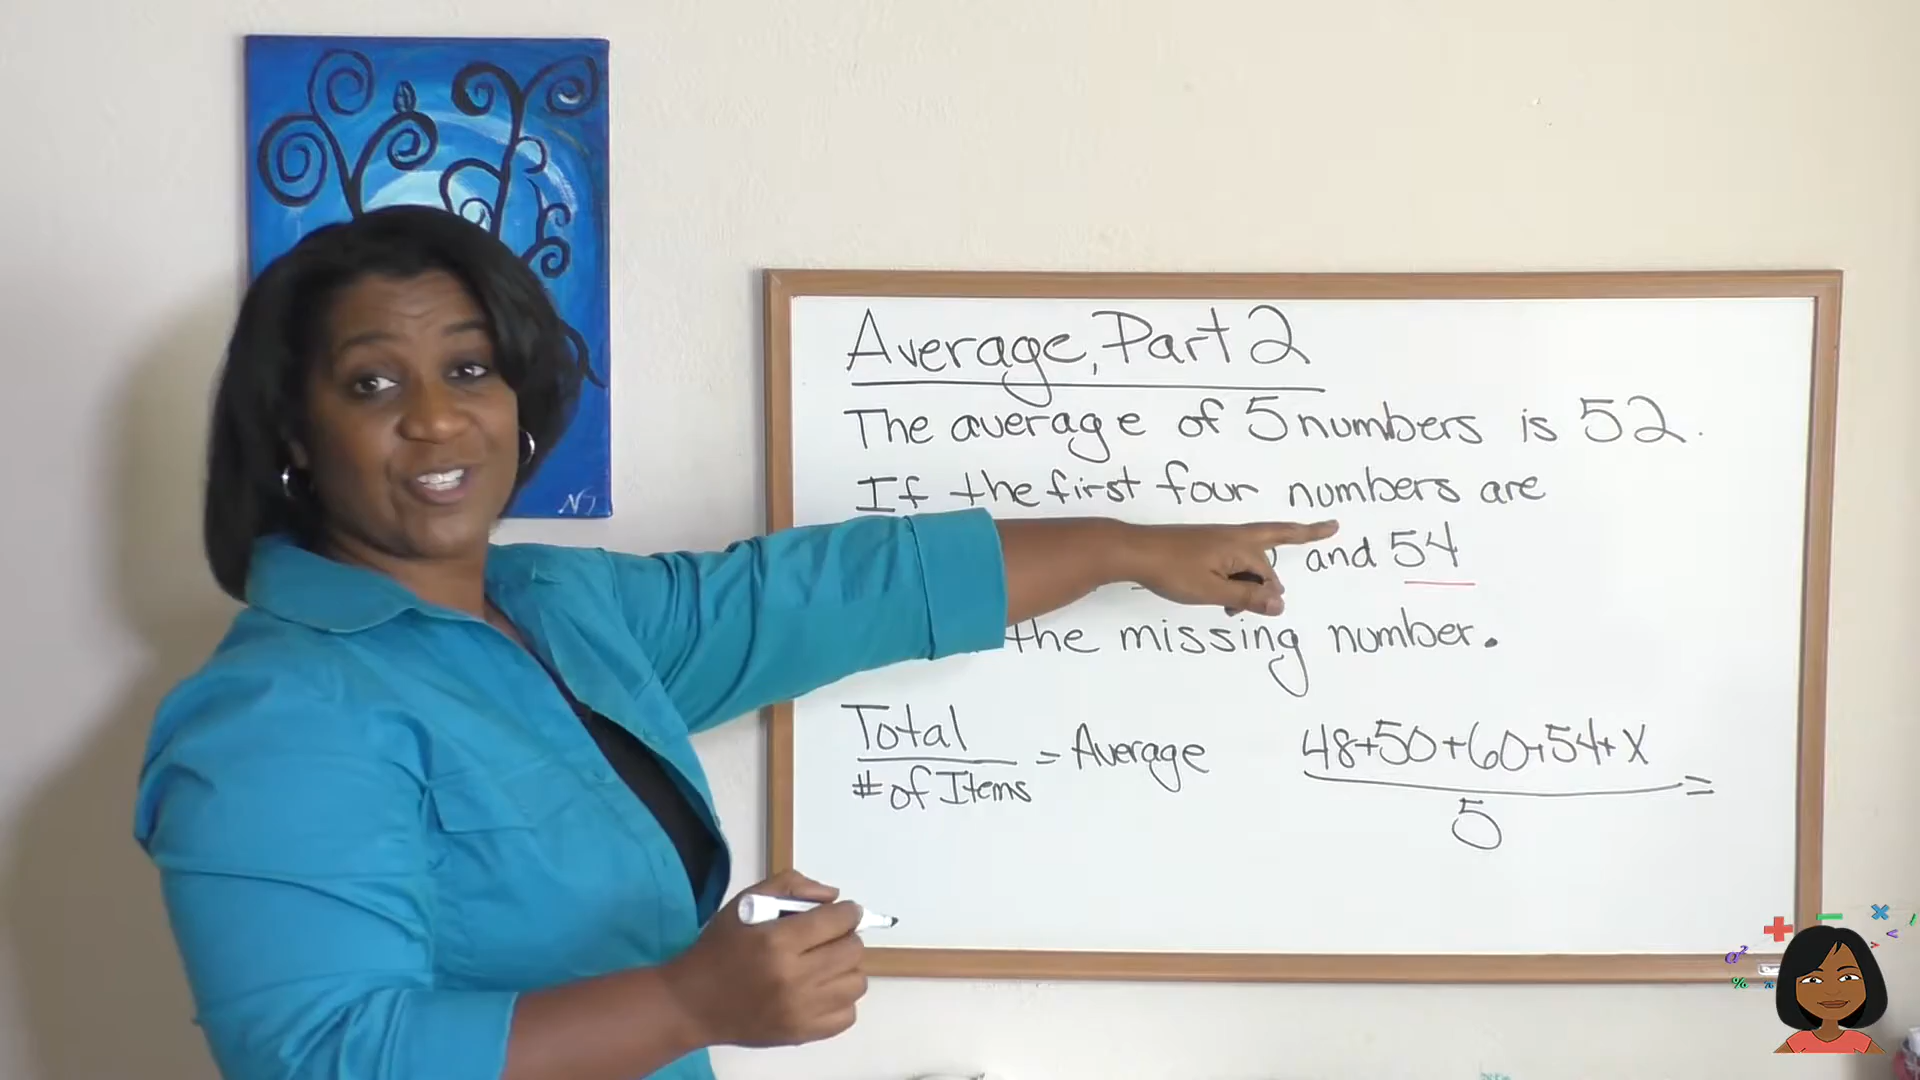 NJ
Average, Part 2
The average of 5 numbers is 52.
If the first four numbers are
and 54
the missing number.
Total
# of Items
= Average
48+50+60+54+ X
5
=